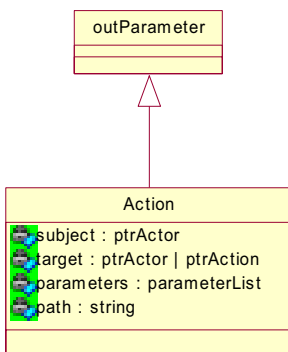 outParameter
Action
subject : ptrActor
target : ptrActor | ptrAction
parameters : parameterList
path : string